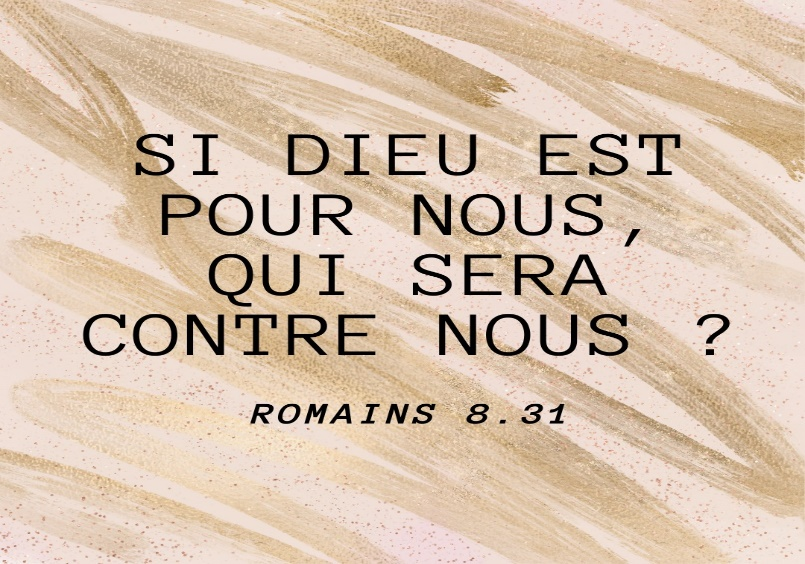 SI DIEU EST
POUR NOUS,
QUI SERA
CONTRE NOUS ?
ROMAINS 8.31